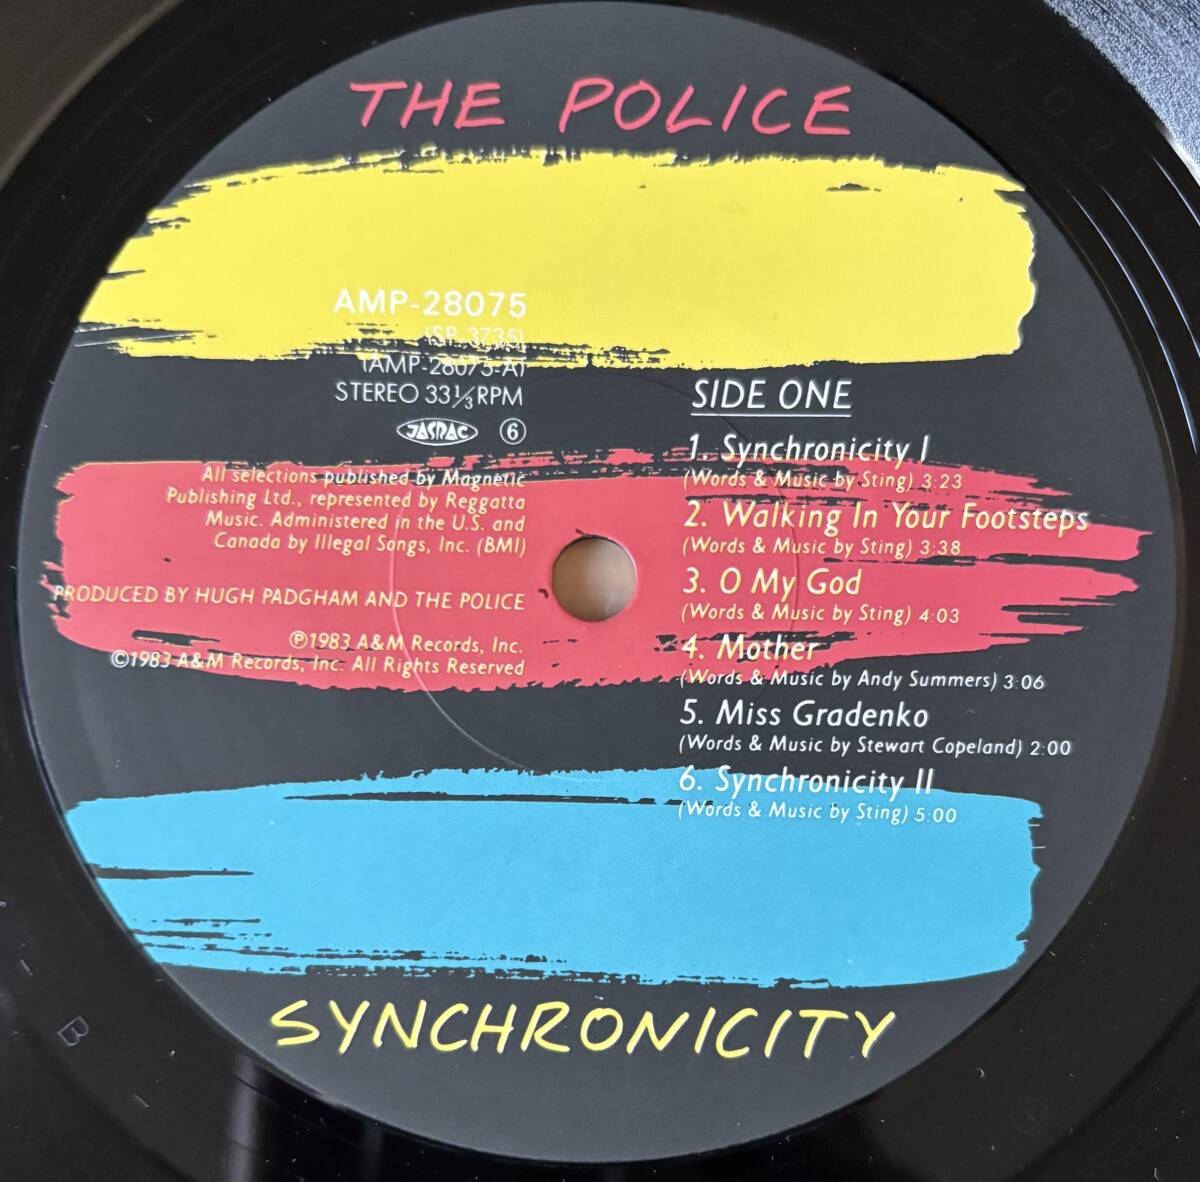 THE POLICE
AMP-28075
(SP-3735)
(AMP-28075-A)
STEREO 33 1/3 RPM
JASRAC ⑥
All selections published by Magnetic
Publishing Ltd., represented by Reggatta
Music. Administered in the U.S. and
Canada by Illegal Songs, Inc. (BMI)
PRODUCED BY HUGH PADGHAM AND THE POLICE
℗1983 A&M Records, Inc.
©1983 A&M Records, Inc. All Rights Reserved
SIDE ONE
1. Synchronicity I
(Words & Music by Sting) 3:23
2. Walking In Your Footsteps
(Words & Music by Sting) 3:38
3. O My God
(Words & Music by Sting) 4:03
4. Mother
(Words & Music by Andy Summers) 3:06
5. Miss Gradenko
(Words & Music by Stewart Copeland) 2:00
6. Synchronicity II
(Words & Music by Sting) 5:00
SYNCHRONICITY
- B -